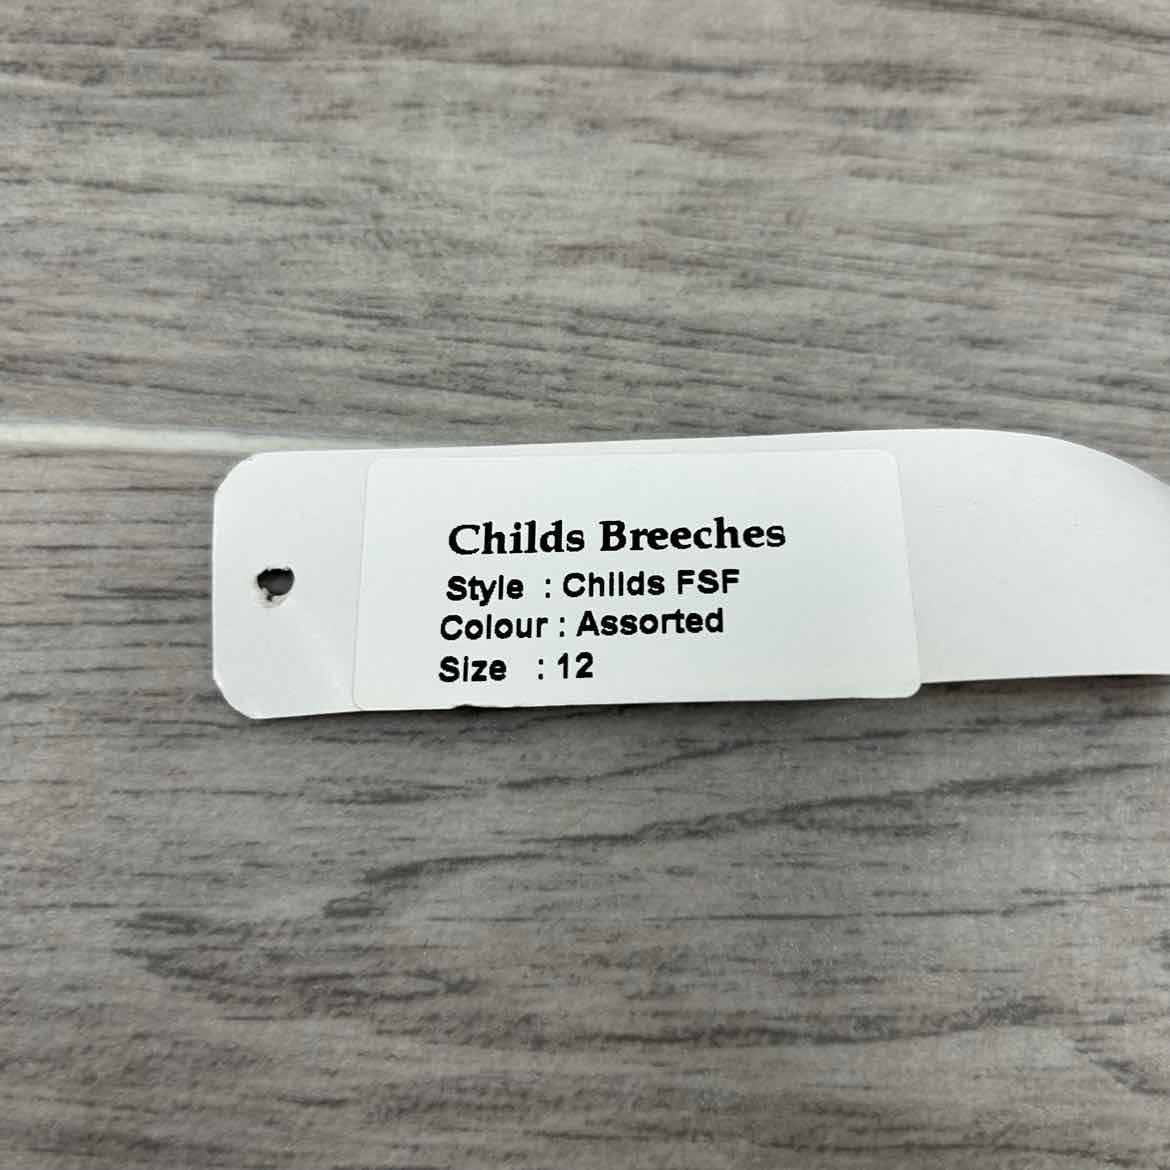 Childs Breeches
Style : Childs FSF
Colour : Assorted
Size : 12